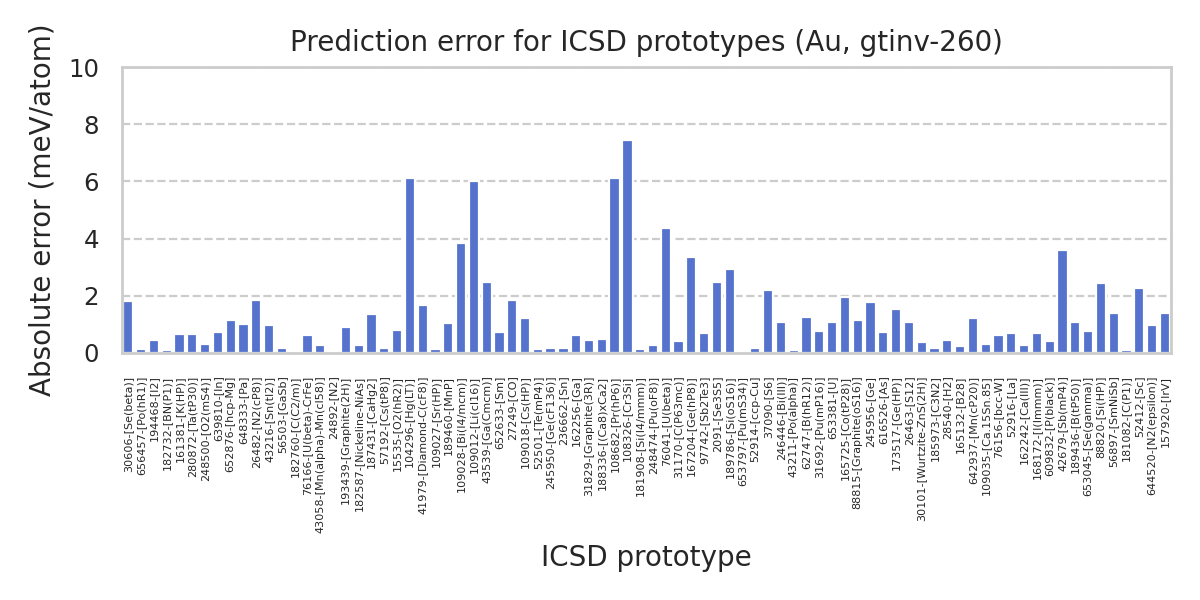 Prediction error for ICSD prototypes (Au, gtinv-260)
Absolute error (meV/atom)
10
8
6
4
2
0
30606-[Se(beta)]
656457-[Po(hR1)]
194468-[I2]
182732-[BN(P1)]
161381-[K(HP)]
280872-[Ta(tP30)]
248500-[O2(mS4)]
639810-[In]
652876-[hcp-Mg]
648333-[Pa]
26482-[N2(cP8)]
43216-[Sn(tI2)]
56503-[GaSb]
182760-[C(C2/m)]
76166-[U(beta)-CrFe]
43058-[Mn(alpha)-Mn(cI58)]
24892-[N2]
193439-[Graphite(2H)]
182587-[Nickeline-NiAs]
187431-[CaHg2]
57192-[Cs(tP8)]
15535-[O2(hR2)]
104296-[Hg(LT)]
41979-[Diamond-C(cF8)]
109027-[Sr(HP)]
189460-[MnP]
109028-[Bi(I4/mcm)]
109012-[Li(cI16)]
43539-[Ga(Cmcm)]
652633-[Sm]
27249-[CO]
109018-[Cs(HP)]
52501-[Te(mP4)]
245950-[Ge(cF136)]
236662-[Sn]
162256-[Ga]
31829-[Graphite(3R)]
188336-[(Ca8)xCa2]
108682-[Pr(hP6)]
108326-[Cr3Si]
181908-[Si(I4/mmm)]
248474-[Pu(oF8)]
76041-[U(beta)]
31170-[C(P63mc)]
167204-[Ge(hP8)]
97742-[Sb2Te3]
2091-[Se3S5]
189786-[Si(oS16)]
653797-[Pu(mS34)]
52914-[ccp-Cu]
37090-[S6]
246446-[Bi(III)]
43211-[Po(alpha)]
62747-[B(hR12)]
31692-[Pu(mP16)]
653381-[U]
165725-[Co(tP28)]
88815-[Graphite(oS16)]
245956-[Ge]
616526-[As]
173517-[Ge(HP)]
26463-[S12]
30101-[Wurtzite-ZnS(2H)]
185973-[C3N2]
28540-[H2]
165132-[B28]
642937-[Mn(cP20)]
109035-[Ca.15Sn.85]
76156-[bcc-W]
52916-[La]
162242-[Ca(III)]
168172-[I(Immm)]
609832-[P(black)]
42679-[Sb(mP4)]
189436-[B(tP50)]
653045-[Se(gamma)]
88820-[Si(HP)]
56897-[SmNiSb]
181082-[C(P1)]
52412-[Sc]
644520-[N2(epsilon)]
157920-[IrV]
ICSD prototype